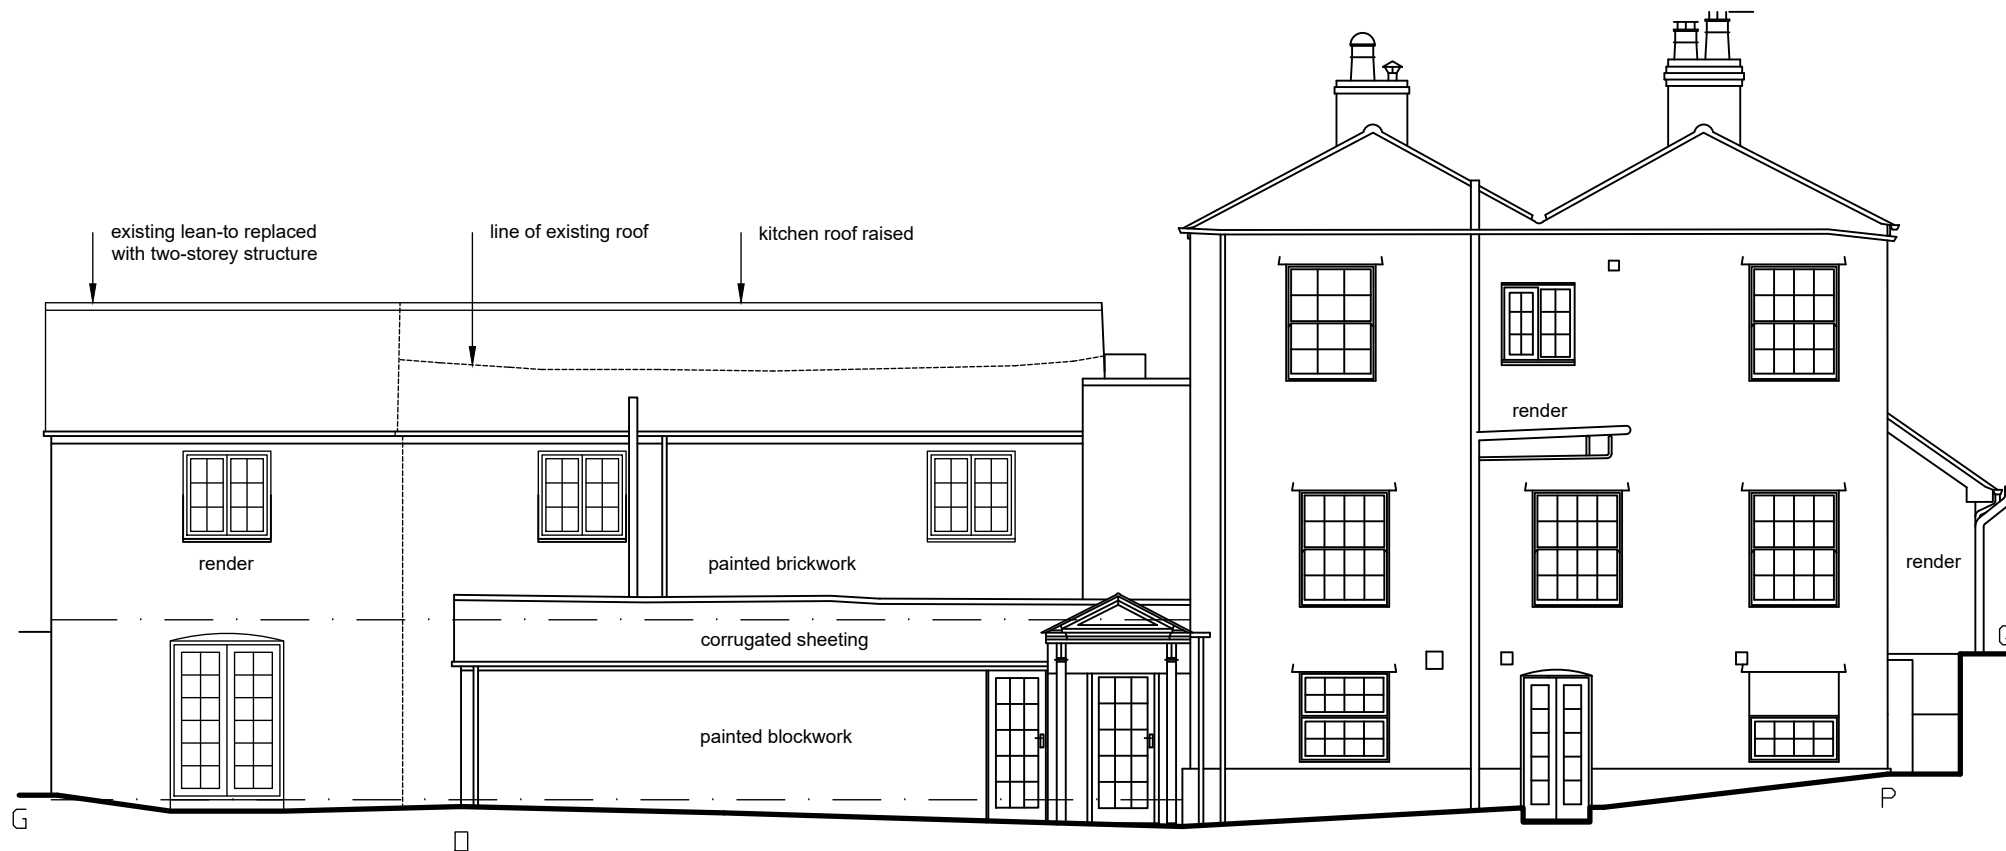 existing lean-to replaced
with two-storey structure
line of existing roof
kitchen roof raised
render
render
painted brickwork
render
corrugated sheeting
painted blockwork
G
P